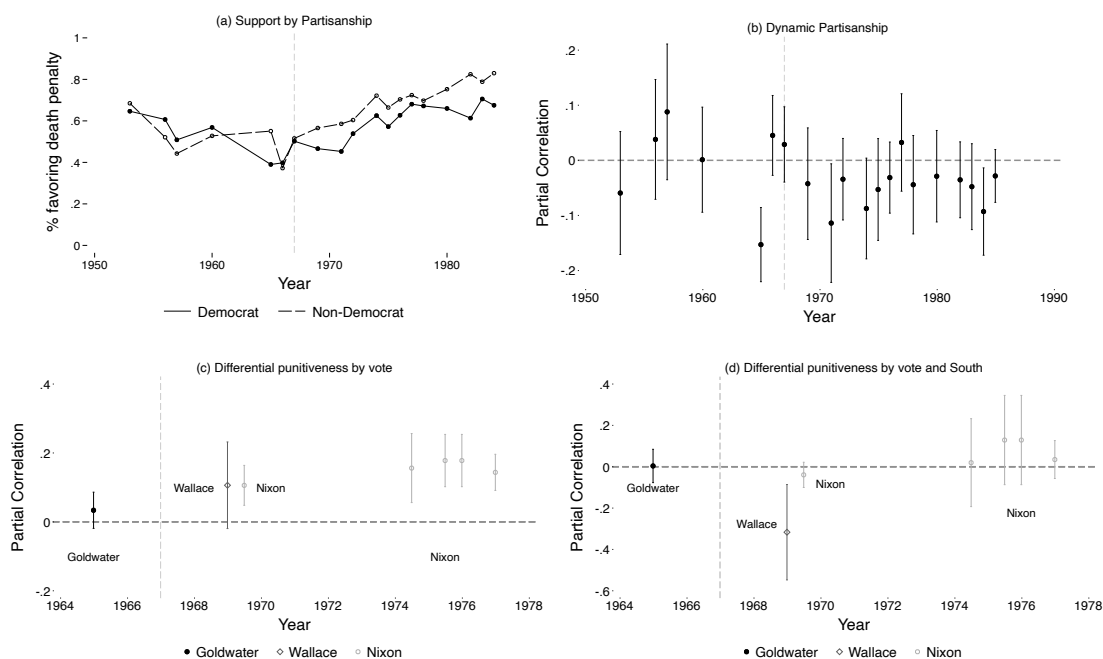 (a) Support by Partisanship
% favoring death penalty
1
.8
.6
.4
.2
0
1950 1960 1970 1980
Year
Democrat Non-Democrat
(b) Dynamic Partisanship
Partial Correlation
.2
.1
0
-.1
-.2
1950 1960 1970 1980 1990
Year
(c) Differential punitiveness by vote
Partial Correlation
.4
.2
0
-.2
Wallace Nixon
Goldwater Nixon
1964 1966 1968 1970 1972 1974 1976 1978
Year
Goldwater Wallace Nixon
(d) Differential punitiveness by vote and South
Partial Correlation
.4
.2
0
-.2
-.4
-.6
Goldwater Nixon
Wallace Nixon
1964 1966 1968 1970 1972 1974 1976 1978
Year
Goldwater Wallace Nixon